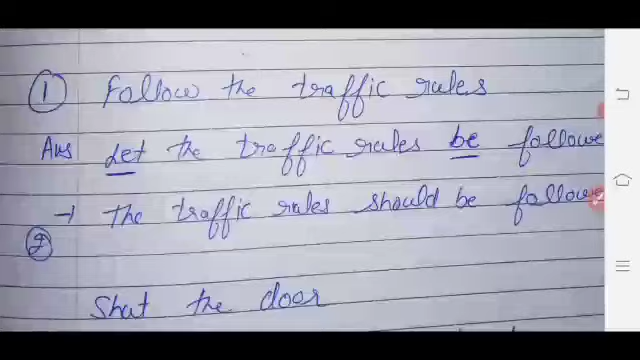 ① Follow the traffic rules
Ans Let the traffic rules be followe
→ The traffic rules should be followe
②
Shut the door